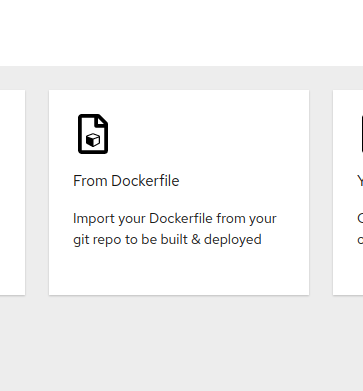 From Dockerfile
Import your Dockerfile from your
git repo to be built & deployed